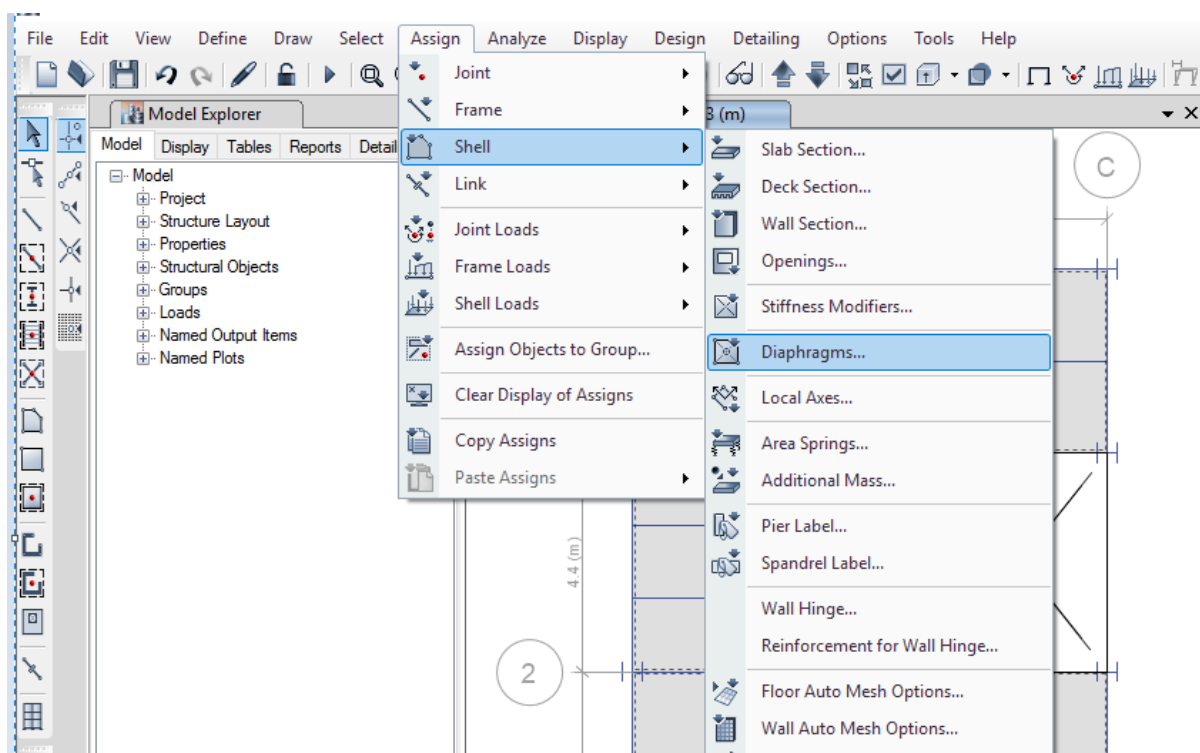 File Edit View Define Draw Select Assign Analyze Display Design Detailing Options Tools Help
Model Explorer
3 (m)
Model Display Tables Reports Detail
Model
Project
Structure Layout
Properties
Structural Objects
Groups
Loads
Named Output Items
Named Plots
Joint
Frame
Shell
Link
Joint Loads
Frame Loads
Shell Loads
Assign Objects to Group...
Clear Display of Assigns
Copy Assigns
Paste Assigns
Slab Section...
Deck Section...
Wall Section...
Openings...
Stiffness Modifiers...
Diaphragms...
Local Axes...
Area Springs...
Additional Mass...
Pier Label...
Spandrel Label...
Wall Hinge...
Reinforcement for Wall Hinge...
Floor Auto Mesh Options...
Wall Auto Mesh Options...
C
4.4 (m)
2